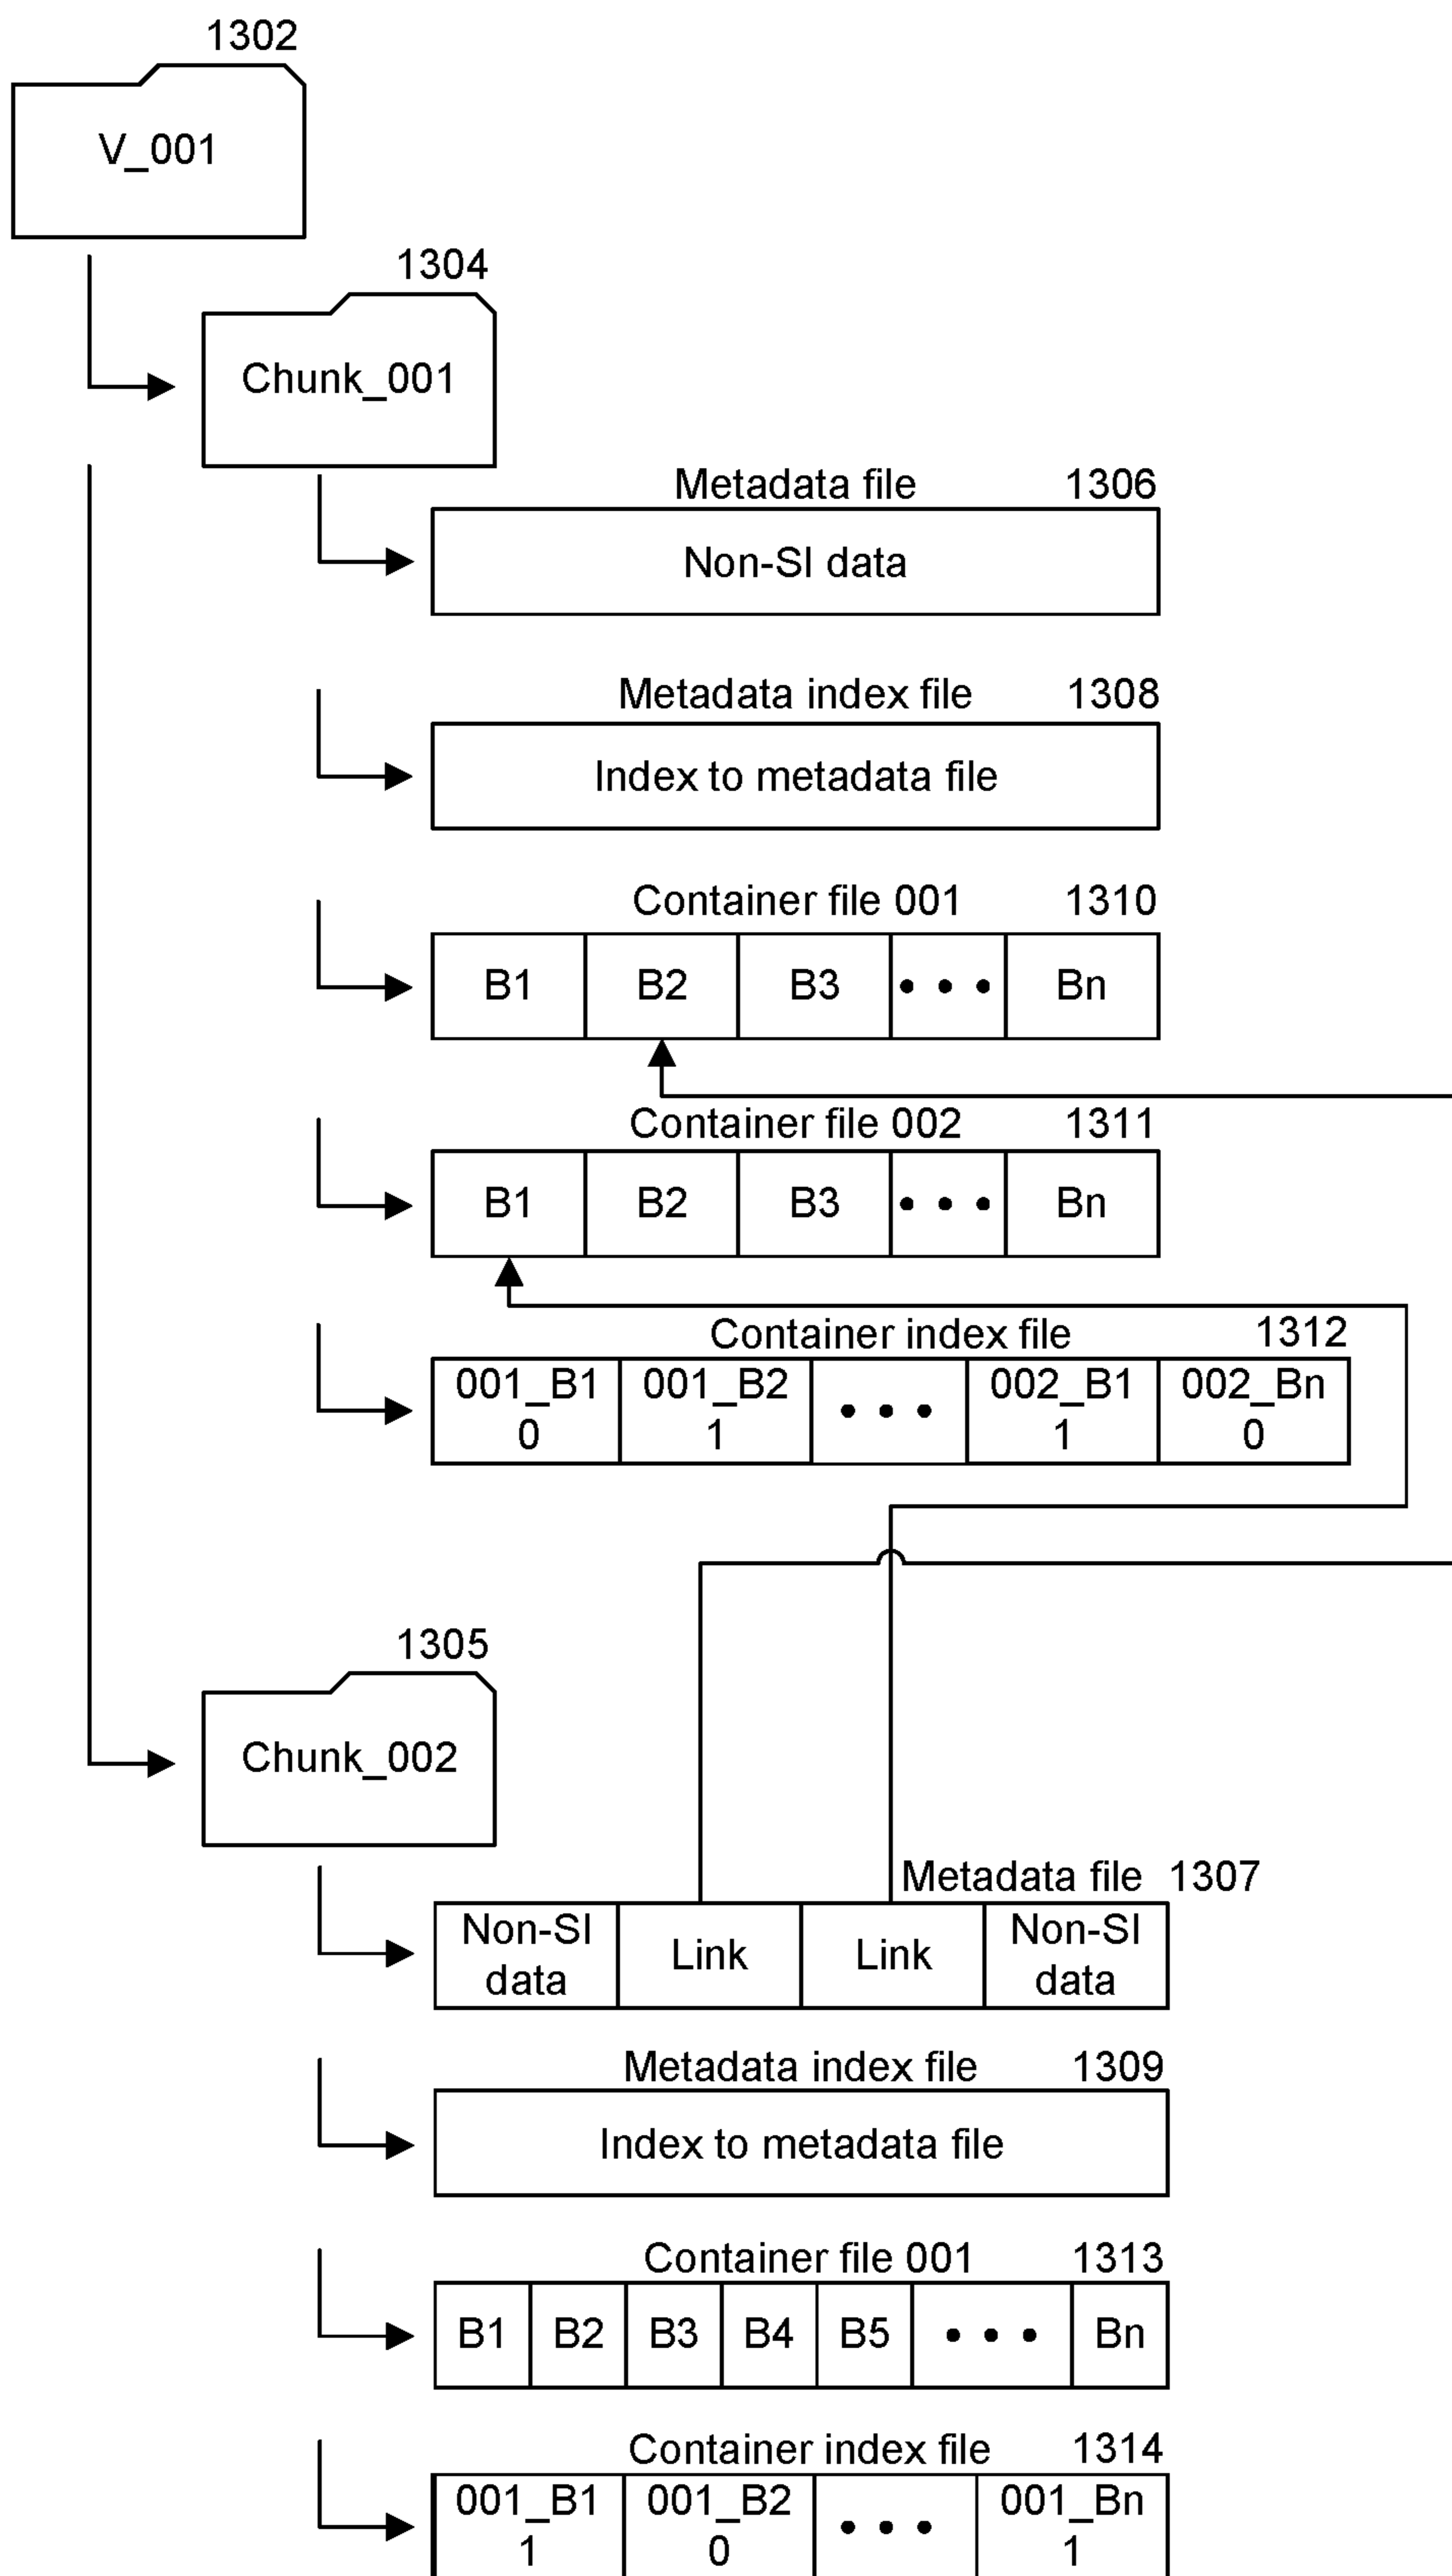 1302
V_001
1304
Chunk_001
Metadata file 1306
Non-SI data
Metadata index file 1308
Index to metadata file
Container file 001 1310
B1 B2 B3 • • • Bn
Container file 002 1311
B1 B2 B3 • • • Bn
Container index file 1312
001_B1 001_B2 • • • 002_B1 002_Bn
0 1 1 0
1305
Chunk_002
Metadata file 1307
Non-SI Link Link Non-SI
data data
Metadata index file 1309
Index to metadata file
Container file 001 1313
B1 B2 B3 B4 B5 • • • Bn
Container index file 1314
001_B1 001_B2 • • • 001_Bn
1 0 1